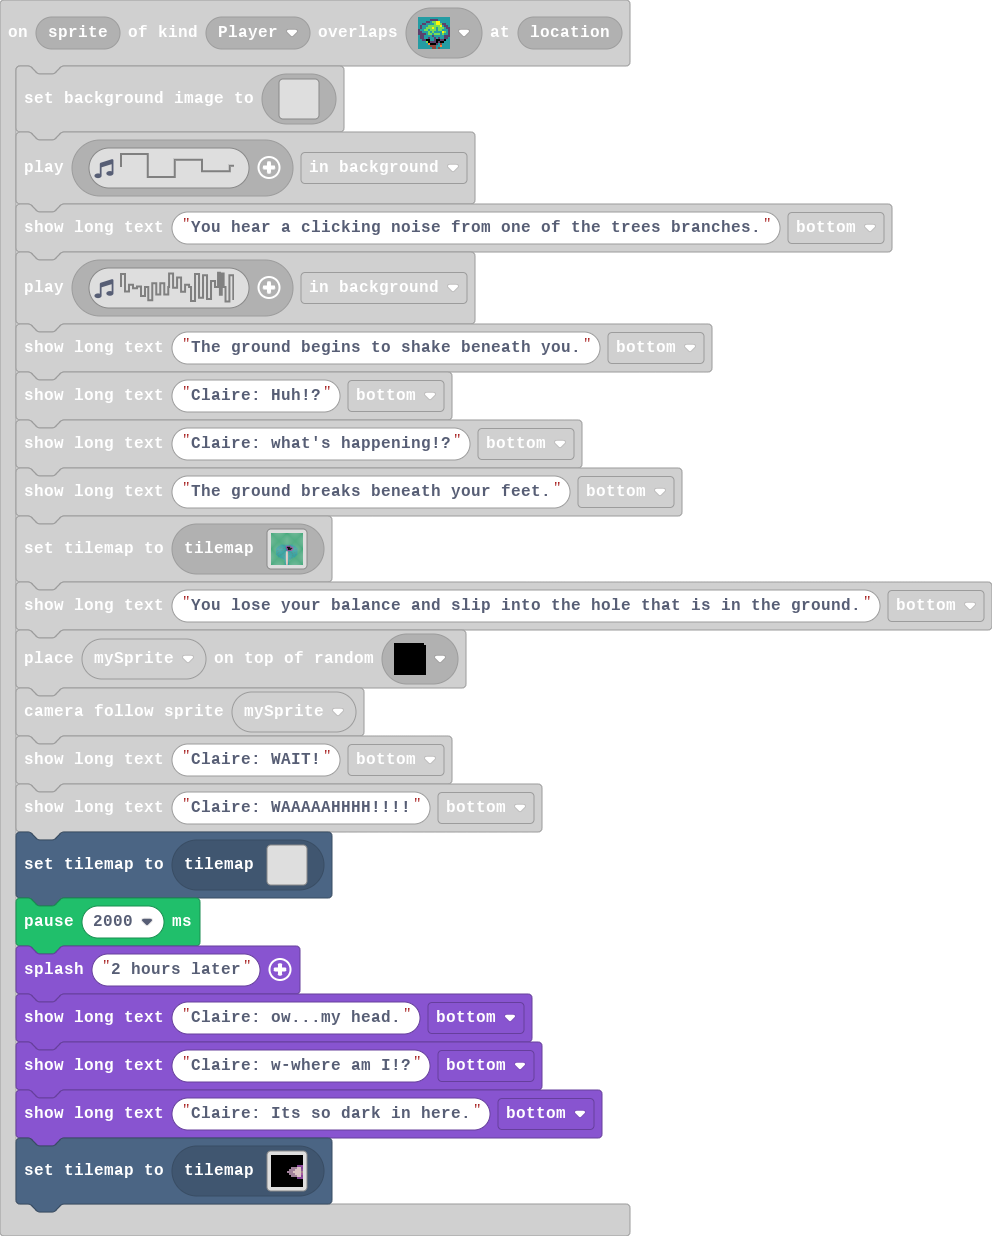 on sprite of kind Player overlaps at location
set background image to
play in background
show long text "You hear a clicking noise from one of the trees branches." bottom
play in background
show long text "The ground begins to shake beneath you." bottom
show long text "Claire: Huh!?" bottom
show long text "Claire: what's happening!?" bottom
show long text "The ground breaks beneath your feet." bottom
set tilemap to tilemap
show long text "You lose your balance and slip into the hole that is in the ground." bottom
place mySprite on top of random
camera follow sprite mySprite
show long text "Claire: WAIT!" bottom
show long text "Claire: WAAAAAHHHH!!!!" bottom
set tilemap to tilemap
pause 2000 ms
splash "2 hours later"
show long text "Claire: ow...my head." bottom
show long text "Claire: w-where am I!?" bottom
show long text "Claire: Its so dark in here." bottom
set tilemap to tilemap